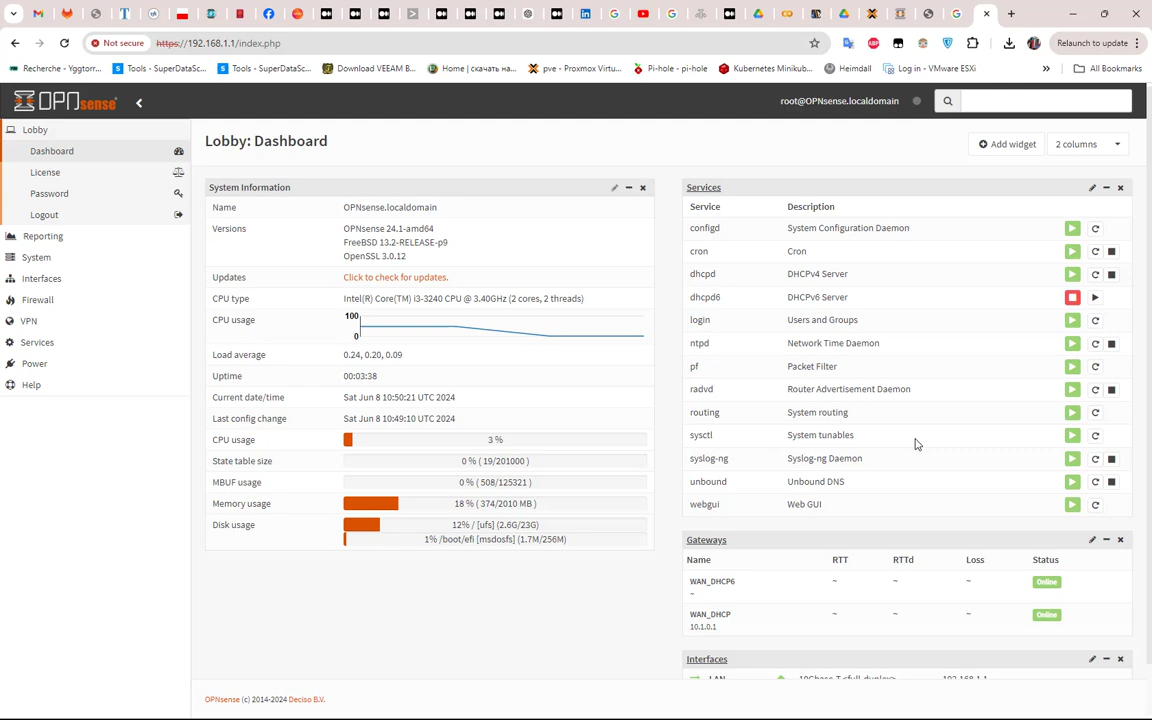 Not secure https://192.168.1.1/index.php
Relaunch to update
Recherche - Yggtorr...
Tools - SuperDataSc...
Tools - SuperDataSc...
Download VEEAM B...
Home | скачать на...
pve - Proxmox Virtu...
Pi-hole - pi-hole
Kubernetes Minikub...
Heimdall
Log in - VMware ESXi
All Bookmarks
OPNsense
root@OPNsense.localdomain
Lobby
Dashboard
License
Password
Logout
Reporting
System
Interfaces
Firewall
VPN
Services
Power
Help
Lobby: Dashboard
Add widget
2 columns
System Information
Name OPNsense.localdomain
Versions OPNsense 24.1-amd64
FreeBSD 13.2-RELEASE-p9
OpenSSL 3.0.12
Updates Click to check for updates.
CPU type Intel(R) Core(TM) i3-3240 CPU @ 3.40GHz (2 cores, 2 threads)
CPU usage 100
0
Load average 0.24, 0.20, 0.09
Uptime 00:03:38
Current date/time Sat Jun 8 10:50:21 UTC 2024
Last config change Sat Jun 8 10:49:10 UTC 2024
CPU usage 3 %
State table size 0 % ( 19/201000 )
MBUF usage 0 % ( 508/125321 )
Memory usage 18 % ( 374/2010 MB )
Disk usage 12% / [ufs] (2.6G/23G)
1% /boot/efi [msdosfs] (1.7M/256M)
Services
Service Description
configd System Configuration Daemon
cron Cron
dhcpd DHCPv4 Server
dhcpd6 DHCPv6 Server
login Users and Groups
ntpd Network Time Daemon
pf Packet Filter
radvd Router Advertisement Daemon
routing System routing
sysctl System tunables
syslog-ng Syslog-ng Daemon
unbound Unbound DNS
webgui Web GUI
Gateways
Name RTT RTTd Loss Status
WAN_DHCP6 ~ ~ ~ Online
~
WAN_DHCP ~ ~ ~ Online
10.1.0.1
Interfaces
LAN 10Gbase-T <full-duplex> 192.168.1.1
OPNsense (c) 2014-2024 Deciso B.V.